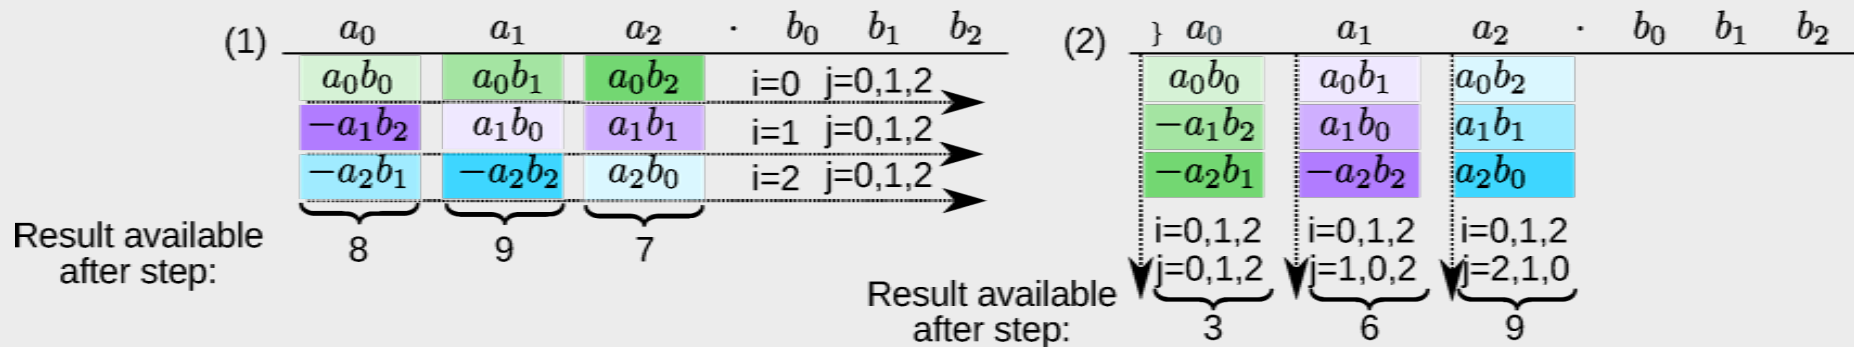 (1) a₀ a₁ a₂ · b₀ b₁ b₂
a₀b₀ a₀b₁ a₀b₂ i=0 j=0,1,2
−a₁b₂ a₁b₀ a₁b₁ i=1 j=0,1,2
−a₂b₁ −a₂b₂ a₂b₀ i=2 j=0,1,2
Result available
after step:
8 9 7
(2) } a₀ a₁ a₂ · b₀ b₁ b₂
a₀b₀ a₀b₁ a₀b₂
−a₁b₂ a₁b₀ a₁b₁
−a₂b₁ −a₂b₂ a₂b₀
i=0,1,2 i=0,1,2 i=0,1,2
j=0,1,2 j=1,0,2 j=2,1,0
Result available
after step:
3 6 9